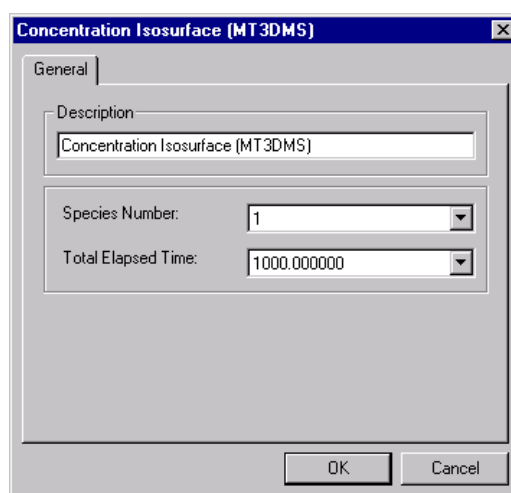 Concentration Isosurface (MT3DMS)
General
Description
Concentration Isosurface (MT3DMS)
Species Number: 1
Total Elapsed Time: 1000.000000
OK Cancel